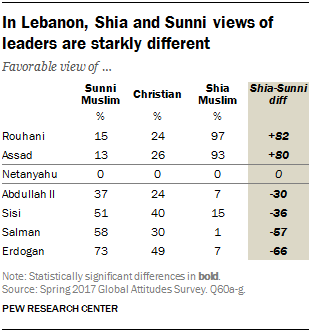 In Lebanon, Shia and Sunni views of
leaders are starkly different
Favorable view of ...
Sunni Muslim Christian Shia Muslim Shia-Sunni diff
% % %
Rouhani 15 24 97 +82
Assad 13 26 93 +80
Netanyahu 0 0 0 0
Abdullah II 37 24 7 -30
Sisi 51 40 15 -36
Salman 58 30 1 -57
Erdogan 73 49 7 -66
Note: Statistically significant differences in bold.
Source: Spring 2017 Global Attitudes Survey. Q60a-g.
PEW RESEARCH CENTER